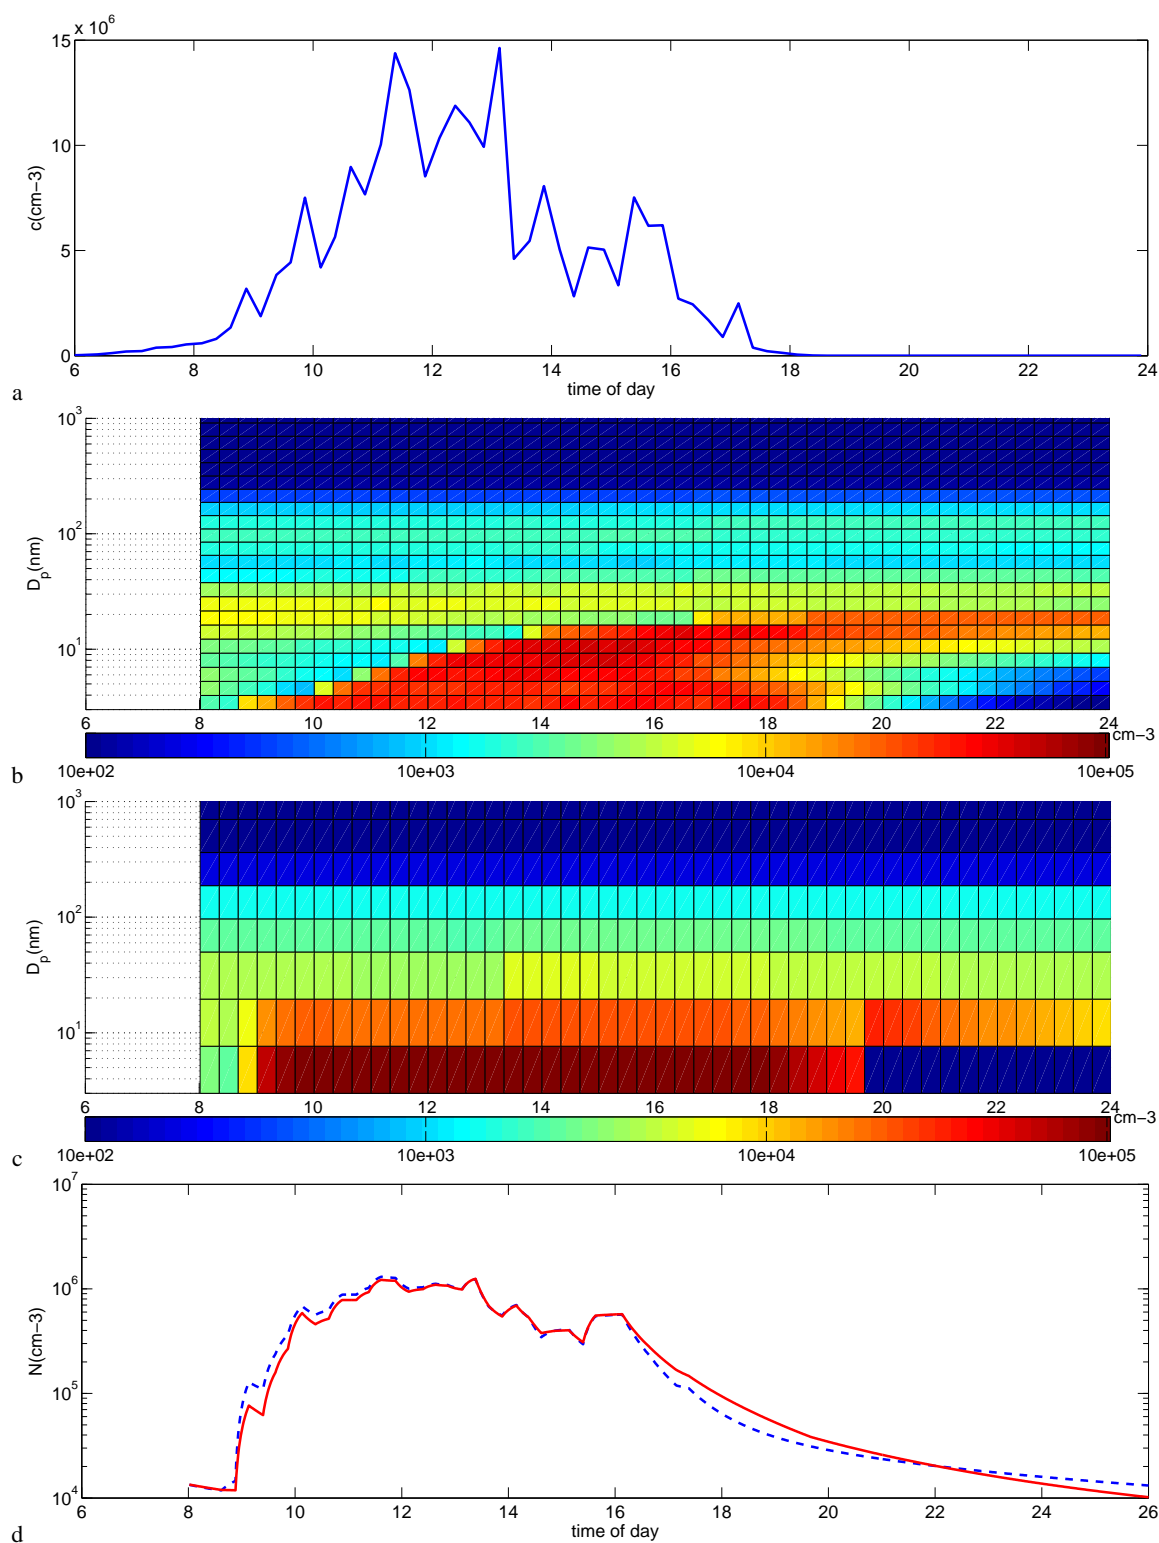 x 10^6
15
10
5
0
c(cm−3)
6 8 10 12 14 16 18 20 22 24
time of day
a
10^3
10^2
10^1
D_p(nm)
6 8 10 12 14 16 18 20 22 24
cm−3
10e+02 10e+03 10e+04 10e+05
b
10^3
10^2
10^1
D_p(nm)
6 8 10 12 14 16 18 20 22 24
cm−3
10e+02 10e+03 10e+04 10e+05
c
10^7
10^6
10^5
10^4
N(cm−3)
6 8 10 12 14 16 18 20 22 24 26
time of day
d